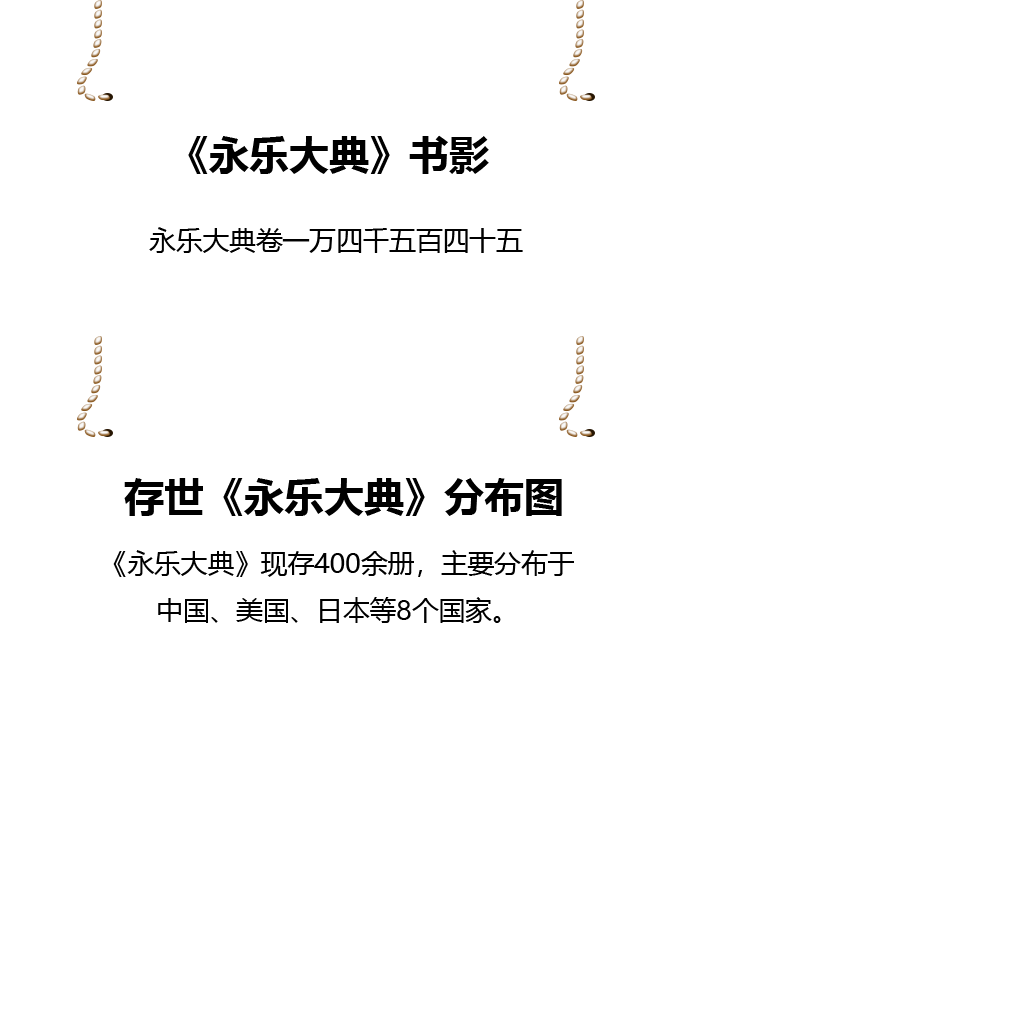 《永乐大典》书影
永乐大典卷一万四千五百四十五
存世《永乐大典》分布图
《永乐大典》现存400余册，主要分布于
中国、美国、日本等8个国家。